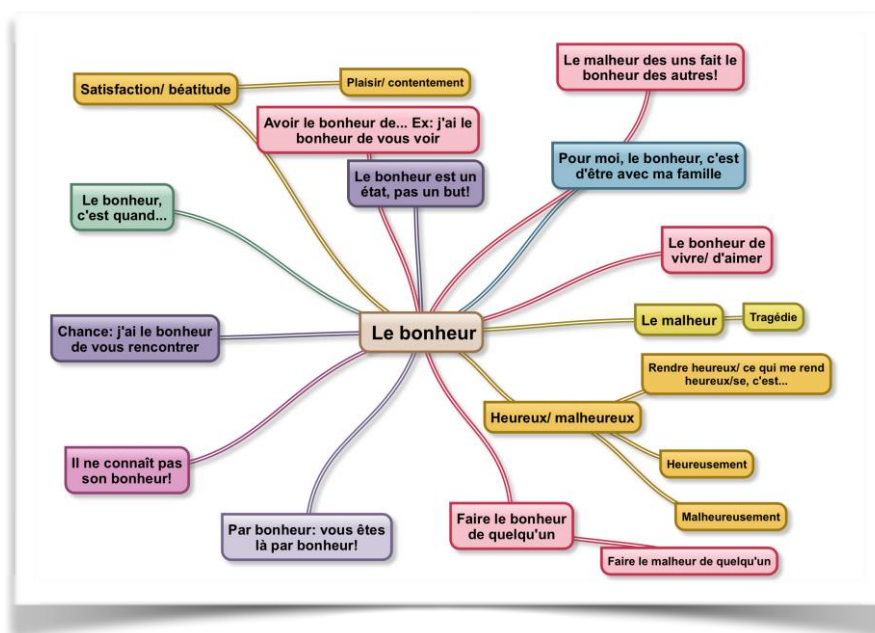 Le malheur des uns fait le
bonheur des autres!
Satisfaction/ béatitude
Plaisir/ contentement
Avoir le bonheur de... Ex: j'ai le
bonheur de vous voir
Pour moi, le bonheur, c'est
d'être avec ma famille
Le bonheur est un
état, pas un but!
Le bonheur,
c'est quand...
Le bonheur de
vivre/ d'aimer
Chance: j'ai le bonheur
de vous rencontrer
Le bonheur
Le malheur
Tragédie
Rendre heureux/ ce qui me rend
heureux/se, c'est...
Heureux/ malheureux
Heureusement
Malheureusement
Il ne connaît pas
son bonheur!
Par bonheur: vous êtes
là par bonheur!
Faire le bonheur
de quelqu'un
Faire le malheur de quelqu'un